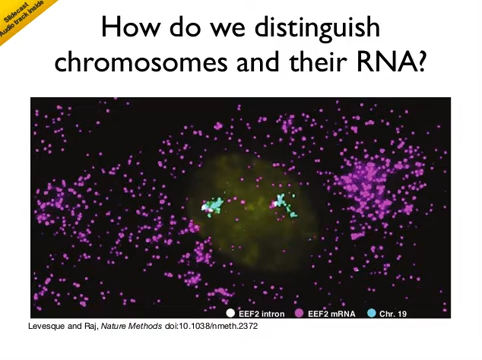 Slidecast
Audio track inside
How do we distinguish
chromosomes and their RNA?
EEF2 intron EEF2 mRNA Chr. 19
Levesque and Raj, Nature Methods doi:10.1038/nmeth.2372